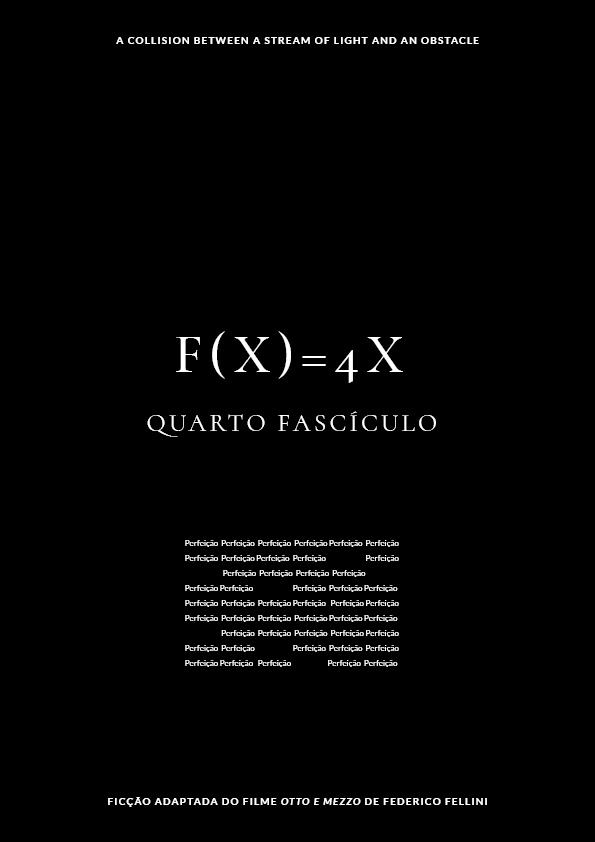 A COLLISION BETWEEN A STREAM OF LIGHT AND AN OBSTACLE
F(X)=4X
QUARTO FASCÍCULO
Perfeição Perfeição Perfeição Perfeição Perfeição Perfeição
Perfeição Perfeição Perfeição Perfeição Perfeição
Perfeição Perfeição Perfeição Perfeição
Perfeição Perfeição Perfeição Perfeição Perfeição
Perfeição Perfeição Perfeição Perfeição Perfeição Perfeição
Perfeição Perfeição Perfeição Perfeição Perfeição Perfeição
Perfeição Perfeição Perfeição Perfeição Perfeição
Perfeição Perfeição Perfeição Perfeição Perfeição
Perfeição Perfeição Perfeição Perfeição Perfeição
FICÇÃO ADAPTADA DO FILME OTTO E MEZZO DE FEDERICO FELLINI